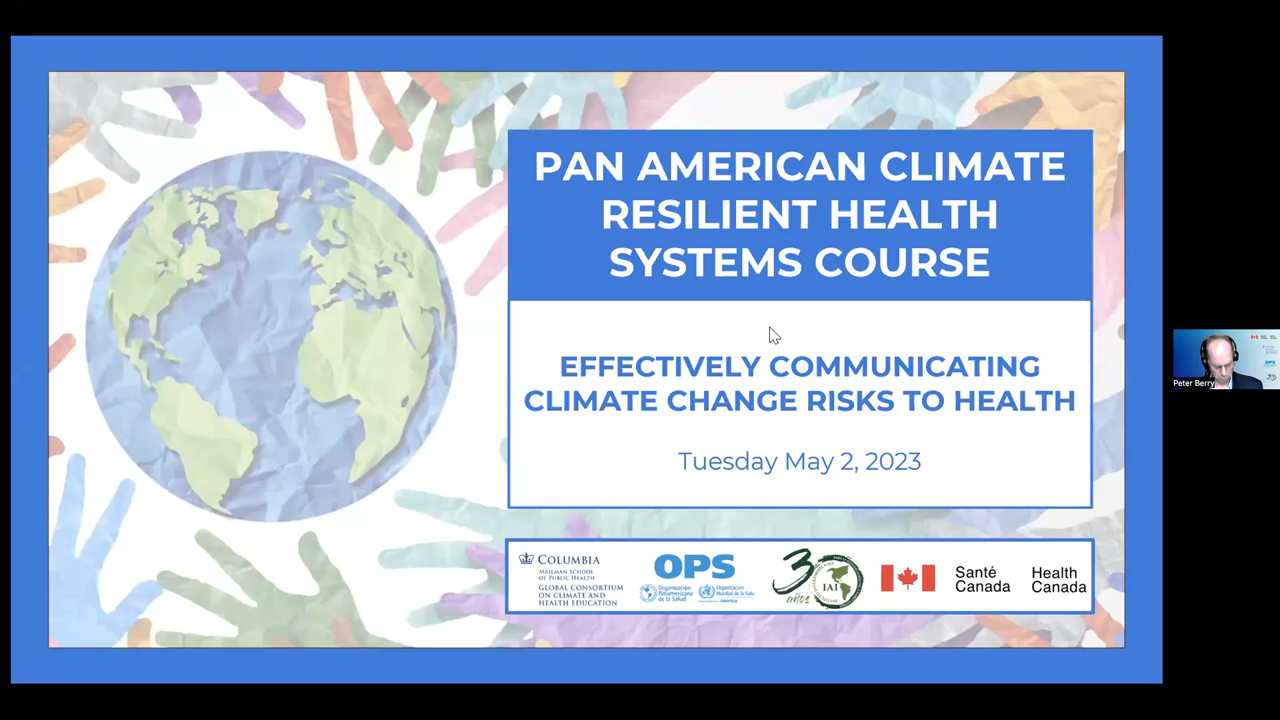 PAN AMERICAN CLIMATE
RESILIENT HEALTH
SYSTEMS COURSE
EFFECTIVELY COMMUNICATING
CLIMATE CHANGE RISKS TO HEALTH
Tuesday May 2, 2023
COLUMBIA
MAILMAN SCHOOL
OF PUBLIC HEALTH
GLOBAL CONSORTIUM
ON CLIMATE AND
HEALTH EDUCATION
OPS
Organización
Panamericana
de la Salud
Organización
Mundial de la Salud
30
años
IAI
Santé
Canada
Health
Canada
OPS
Peter Berry